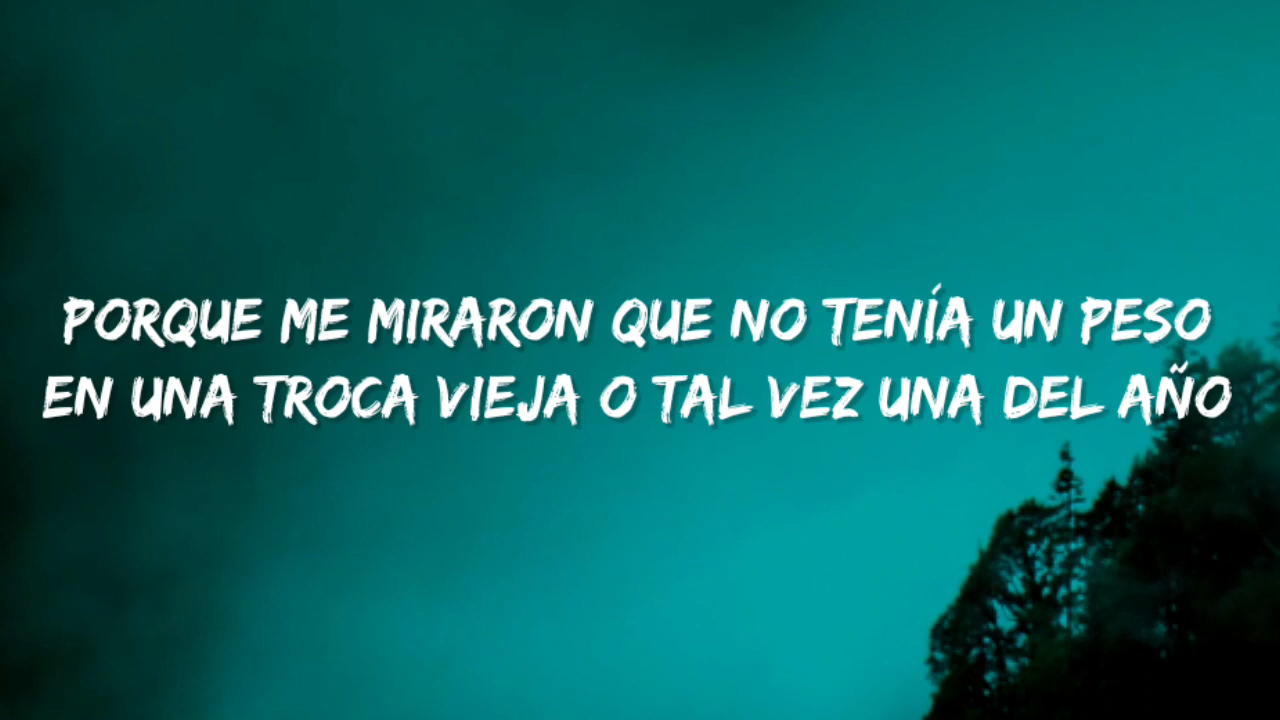 PORQUE ME MIRARON QUE NO TENÍA UN PESO
EN UNA TROCA VIEJA O TAL VEZ UNA DEL AÑO